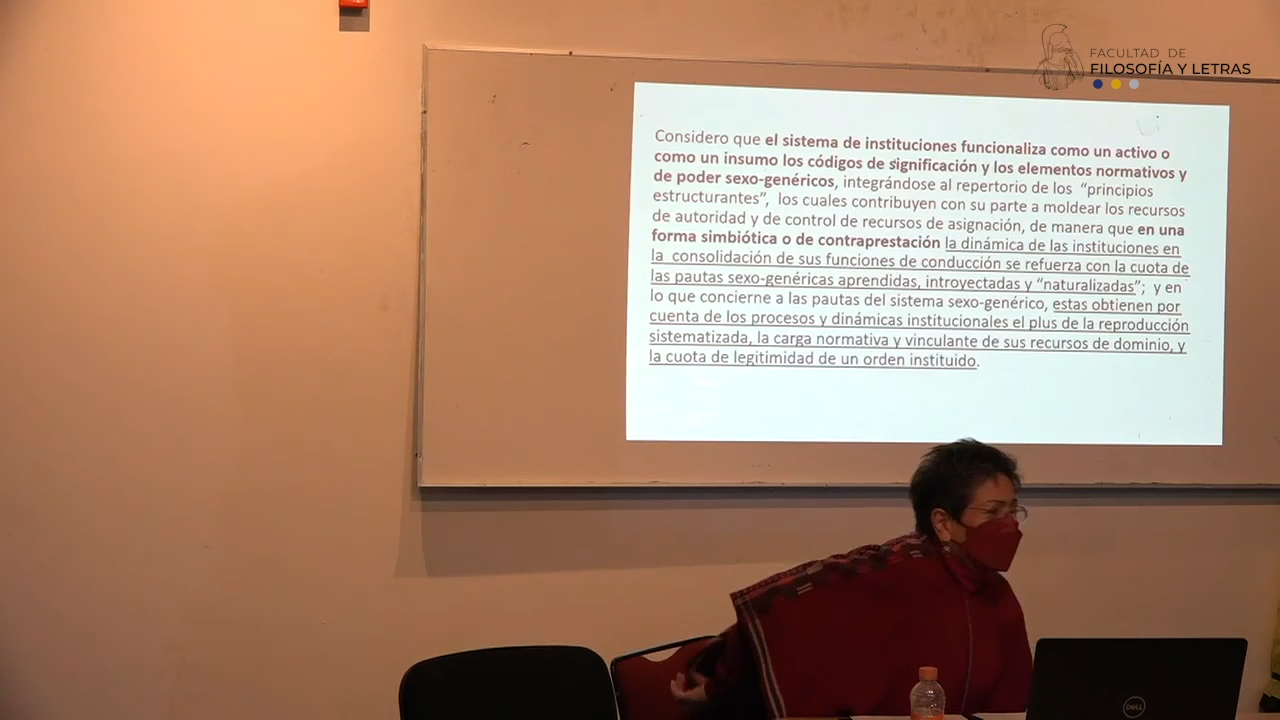 FACULTAD DE
FILOSOFÍA Y LETRAS
Considero que el sistema de instituciones funcionaliza como un activo o
como un insumo los códigos de significación y los elementos normativos y
de poder sexo-genéricos, integrándose al repertorio de los “principios
estructurantes”, los cuales contribuyen con su parte a moldear los recursos
de autoridad y de control de recursos de asignación, de manera que en una
forma simbiótica o de contraprestación la dinámica de las instituciones en
la consolidación de sus funciones de conducción se refuerza con la cuota de
las pautas sexo-genéricas aprendidas, introyectadas y “naturalizadas”; y en
lo que concierne a las pautas del sistema sexo-genérico, estas obtienen por
cuenta de los procesos y dinámicas institucionales el plus de la reproducción
sistematizada, la carga normativa y vinculante de sus recursos de dominio, y
la cuota de legitimidad de un orden instituido.
DELL